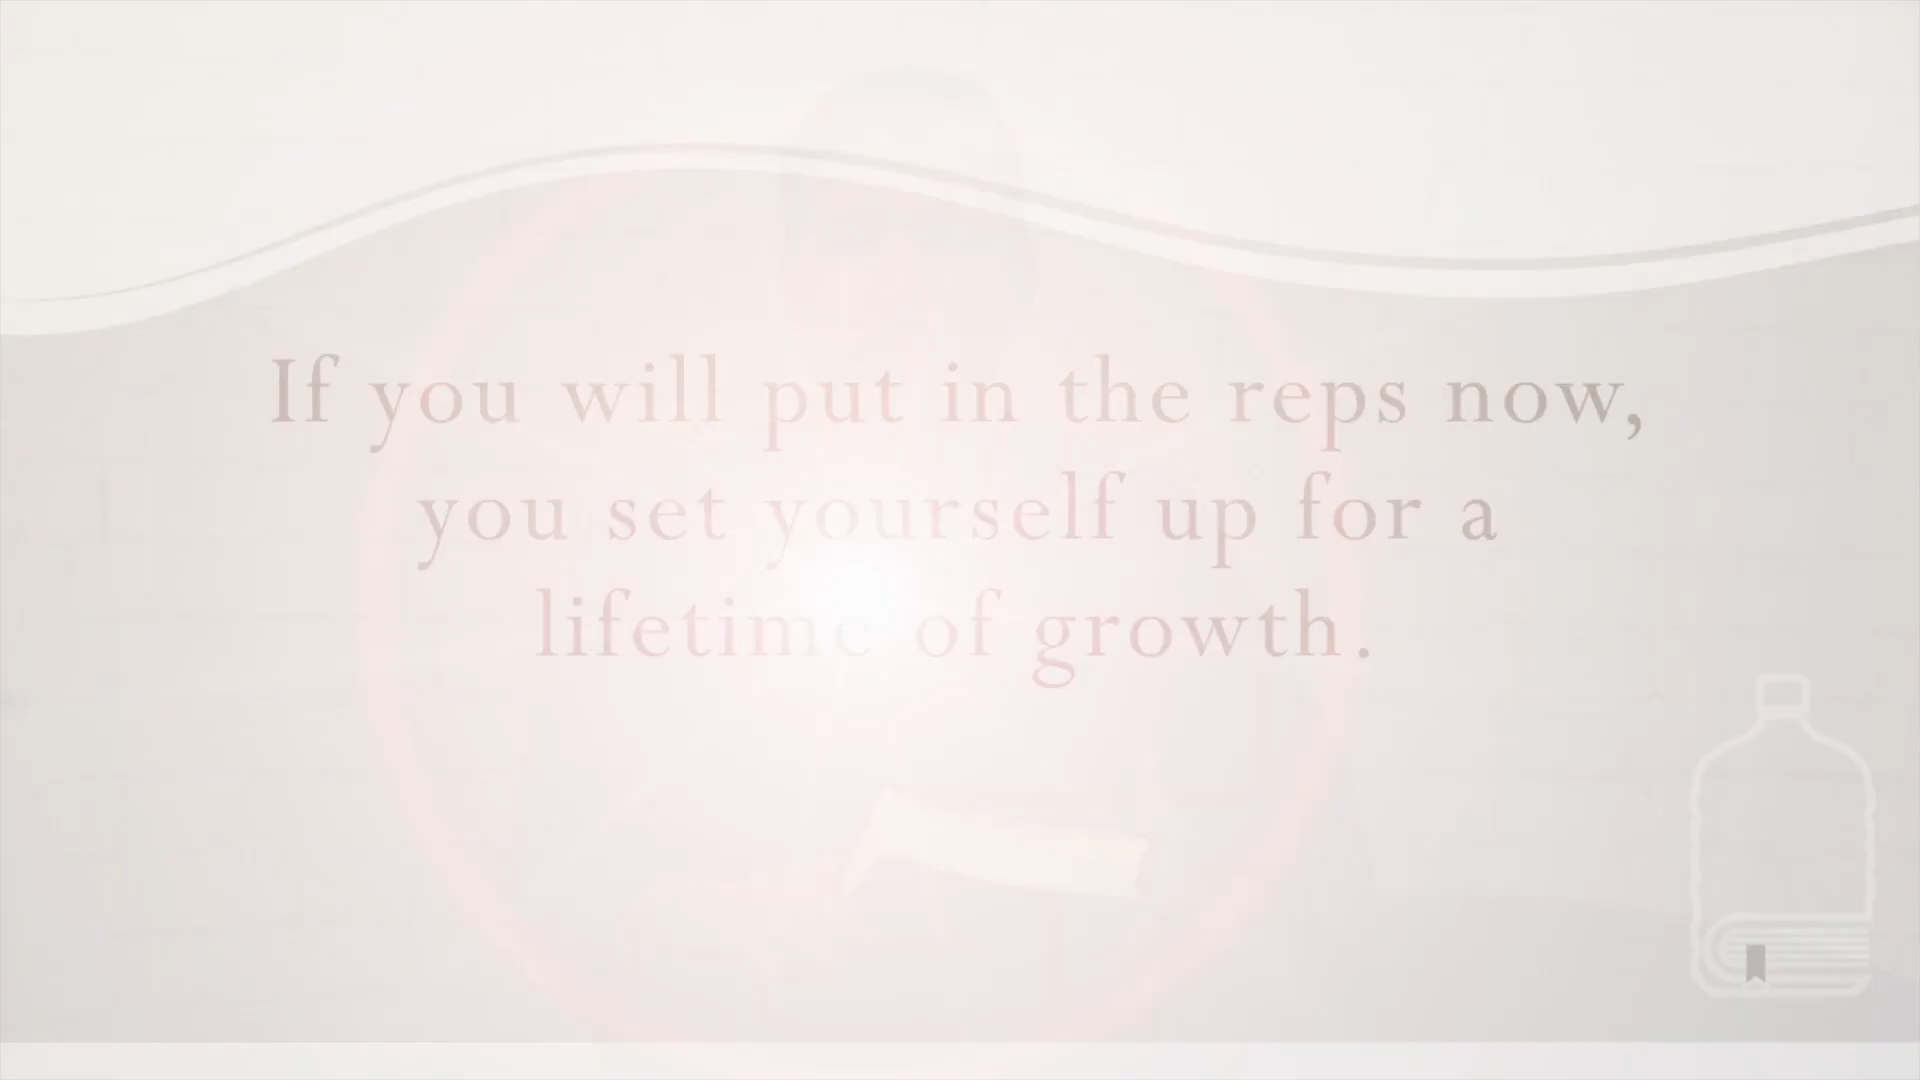 If you will put in the reps now,
you set yourself up for a
lifetime of growth.